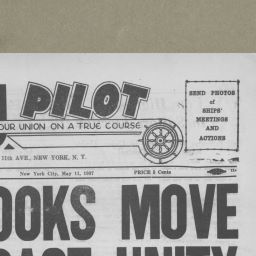 PILOT
OUR UNION ON A TRUE COURSE
SEND PHOTOS
of
SHIPS'
MEETINGS
AND
ACTIONS
11th AVE., NEW YORK, N. Y.
New York City, May 11, 1937 PRICE 5 Cents
OOKS MOVE
UNITY